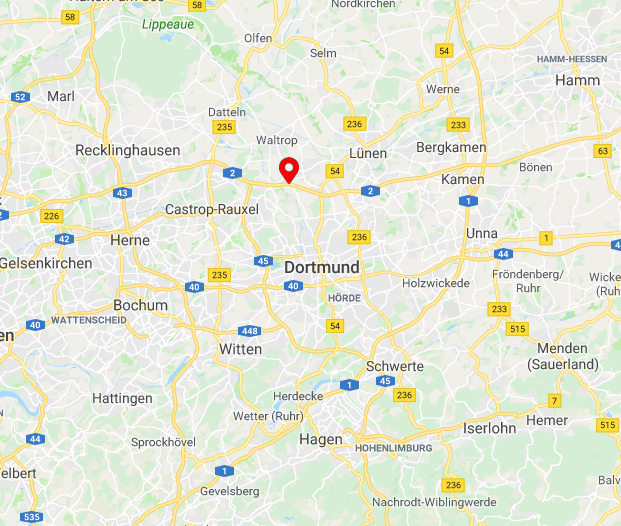 Nordkirchen
58
58
Lippeaue
Olfen
Selm
54
HAMM-HEESSEN
Hamm
52
Marl
Werne
Datteln
235
236
233
Waltrop
Lünen
Bergkamen
Recklinghausen
63
Bönen
2
54
Kamen
43
2
226
Castrop-Rauxel
1
42
Herne
236
Unna
1
Gelsenkirchen
45
44
Dortmund
235
40
40
HÖRDE
Holzwickede
Fröndenberg/
Ruhr
Bochum
233
WATTENSCHEID
40
54
515
448
Witten
Menden
(Sauerland)
Schwerte
1
45
236
Hattingen
Herdecke
7
Wetter (Ruhr)
Hemer
515
44
Sprockhövel
Hagen
Iserlohn
HOHENLIMBURG
1
236
Gevelsberg
Nachrodt-Wiblingwerde
535